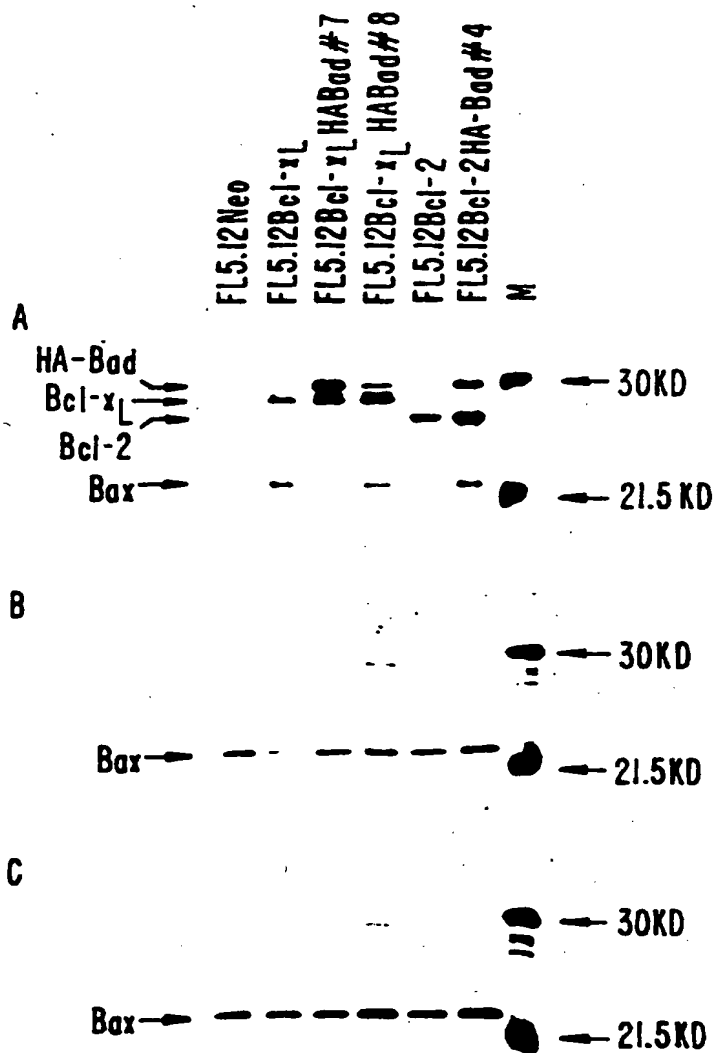 FL5.12Neo
FL5.12Bcl-xL
FL5.12Bcl-xL HABad#7
FL5.12Bcl-xL HABad#8
FL5.12Bcl-2
FL5.12Bcl-2HA-Bad#4
M
A
HA-Bad
Bcl-xL
Bcl-2
Bax
30KD
21.5KD
B
30KD
Bax
21.5KD
C
30KD
Bax
21.5KD